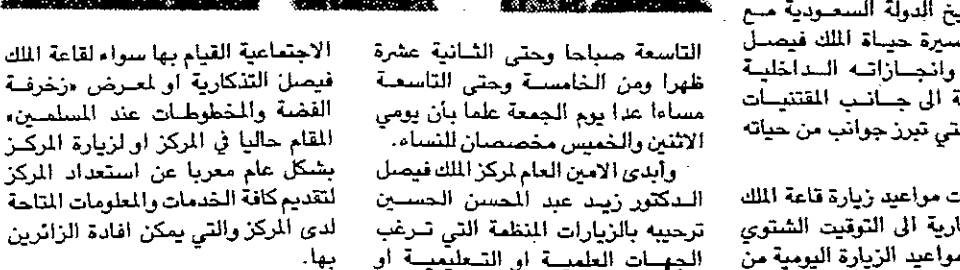 يخ الدولة السعودية مع
سيرة حياة الملك فيصل
وانجازاته الداخلية
ة الى جانب المقتنيات
تي تبرز جوانب من حياته
ت مواعيد زيارة قاعة الملك
ارية الى التوقيت الشتوي
مواعيد الزيارة اليومية من
التاسعة صباحا وحتى الثانية عشرة
ظهرا ومن الخامسة وحتى التاسعة
مساءا عدا يوم الجمعة علما بأن يومي
الاثنين والخميس مخصصان للنساء.
وأبدى الامين العام لمركز الملك فيصل
الدكتور زيد عبد المحسن الحسين
ترحيبه بالزيارات المنظمة التي ترغب
الجهات العلمية او التعليمية او
الاجتماعية القيام بها سواء لقاعة الملك
فيصل التذكارية او لمعرض «زخرفة
الفضة والمخطوطات عند المسلمين»
المقام حاليا في المركز او لزيارة المركز
بشكل عام معربا عن استعداد المركز
لتقديم كافة الخدمات والمعلومات المتاحة
لدى المركز والتي يمكن افادة الزائرين
بها.